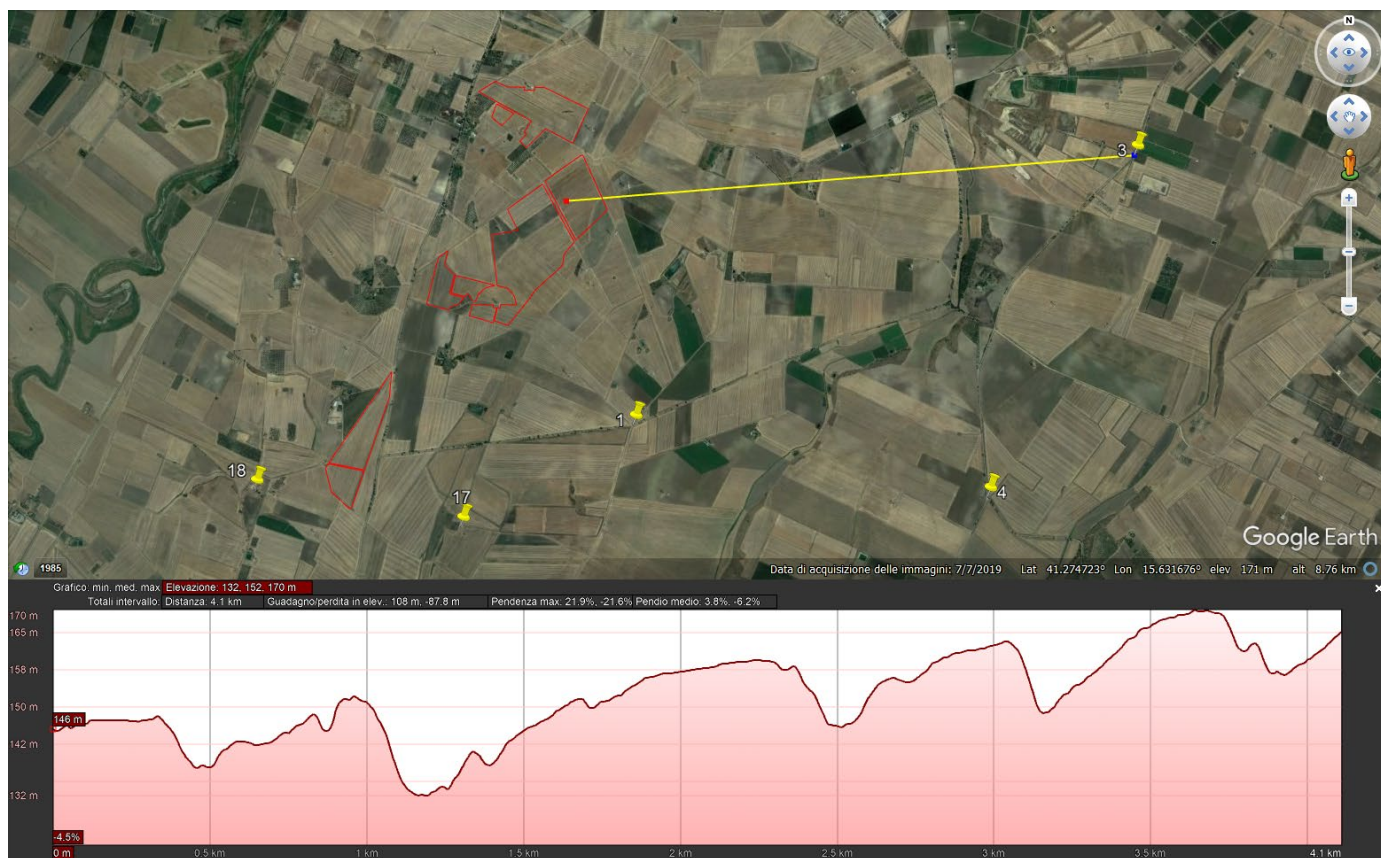 N
3
1
18
17
4
Google Earth
1985
Data di acquisizione delle immagini: 7/7/2019 Lat 41.274723° Lon 15.631676° elev 171 m alt 8.76 km
Grafico: min. med. max Elevazione: 132, 152, 170 m
Totali intervallo: Distanza: 4.1 km Guadagno/perdita in elev.: 108 m, -87.8 m Pendenza max: 21.9%, -21.6% Pendio medio: 3.8%, -6.2%
170 m
165 m
158 m
150 m
146 m
142 m
132 m
-4.5%
0 m 0.5 km 1 km 1.5 km 2 km 2.5 km 3 km 3.5 km 4.1 km